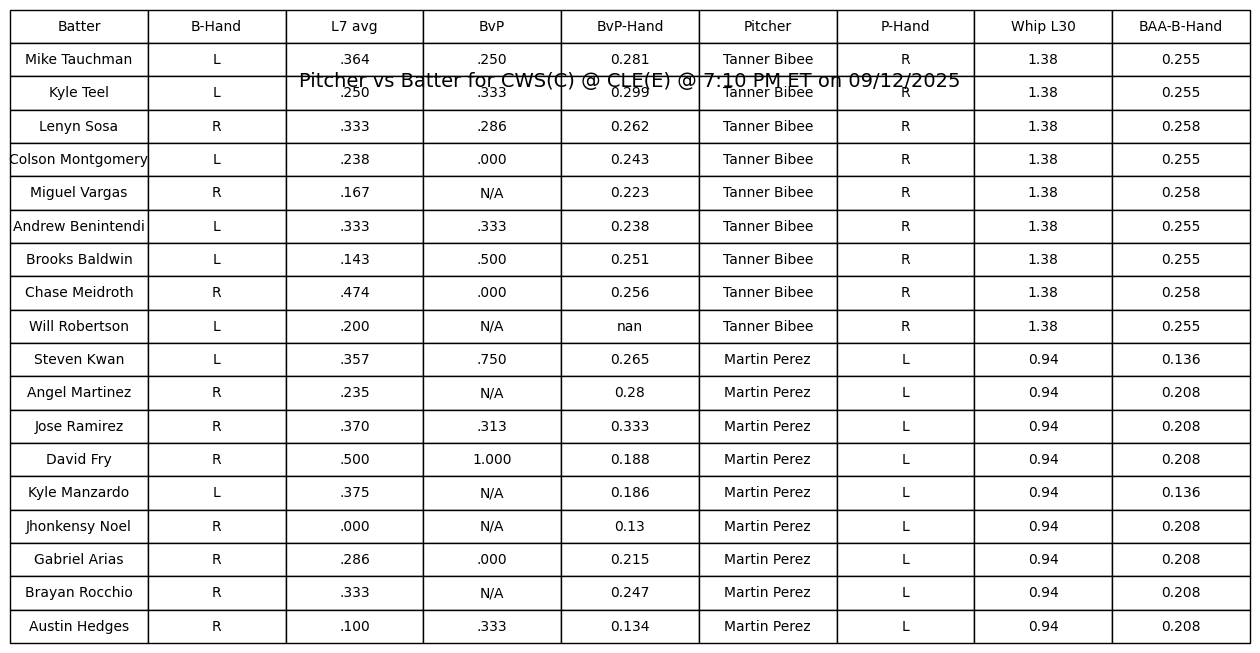 Batter B-Hand L7 avg BvP BvP-Hand Pitcher P-Hand Whip L30 BAA-B-Hand
Mike Tauchman L .364 .250 0.281 Tanner Bibee R 1.38 0.255
Pitcher vs Batter for CWS(C) @ CLE(E) @ 7:10 PM ET on 09/12/2025
Kyle Teel L .250 .333 0.299 Tanner Bibee R 1.38 0.255
Lenyn Sosa R .333 .286 0.262 Tanner Bibee R 1.38 0.258
Colson Montgomery L .238 .000 0.243 Tanner Bibee R 1.38 0.255
Miguel Vargas R .167 N/A 0.223 Tanner Bibee R 1.38 0.258
Andrew Benintendi L .333 .333 0.238 Tanner Bibee R 1.38 0.255
Brooks Baldwin L .143 .500 0.251 Tanner Bibee R 1.38 0.255
Chase Meidroth R .474 .000 0.256 Tanner Bibee R 1.38 0.258
Will Robertson L .200 N/A nan Tanner Bibee R 1.38 0.255
Steven Kwan L .357 .750 0.265 Martin Perez L 0.94 0.136
Angel Martinez R .235 N/A 0.28 Martin Perez L 0.94 0.208
Jose Ramirez R .370 .313 0.333 Martin Perez L 0.94 0.208
David Fry R .500 1.000 0.188 Martin Perez L 0.94 0.208
Kyle Manzardo L .375 N/A 0.186 Martin Perez L 0.94 0.136
Jhonkensy Noel R .000 N/A 0.13 Martin Perez L 0.94 0.208
Gabriel Arias R .286 .000 0.215 Martin Perez L 0.94 0.208
Brayan Rocchio R .333 N/A 0.247 Martin Perez L 0.94 0.208
Austin Hedges R .100 .333 0.134 Martin Perez L 0.94 0.208